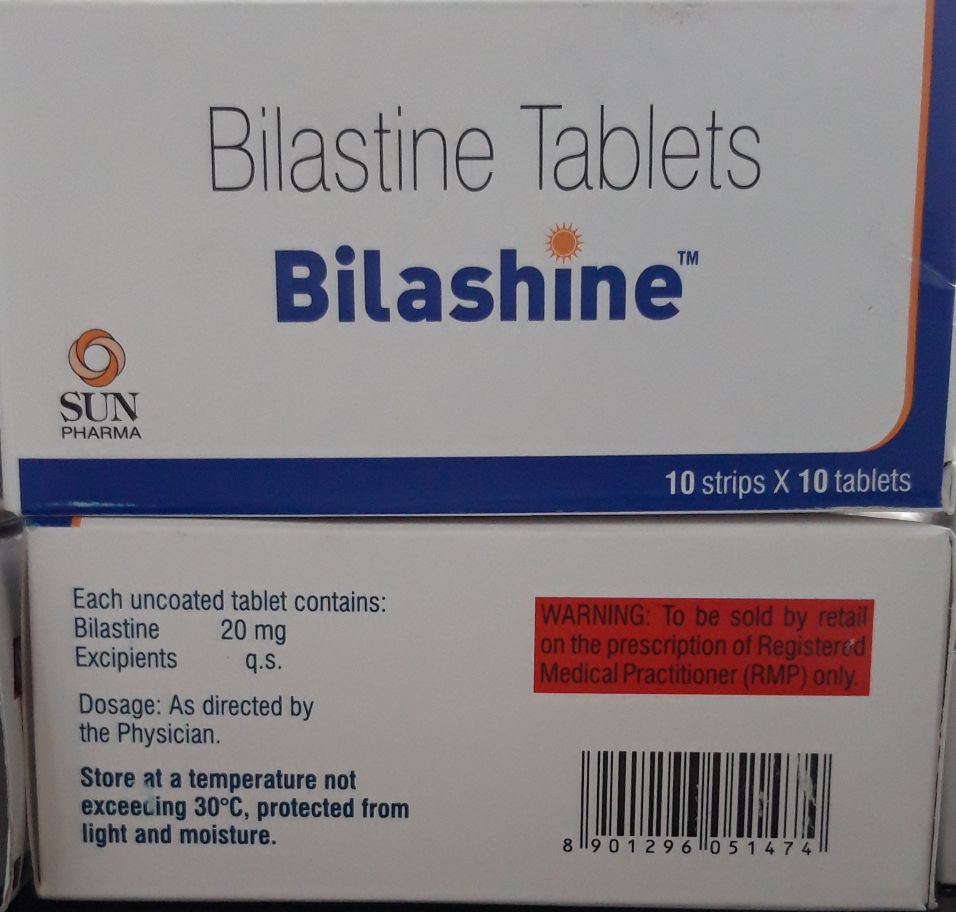 Bilastine Tablets
Bilashine™
SUN
PHARMA
10 strips X 10 tablets
Each uncoated tablet contains:
Bilastine 20 mg
Excipients q.s.
Dosage: As directed by
the Physician.
Store at a temperature not
exceeding 30°C, protected from
light and moisture.
WARNING: To be sold by retail
on the prescription of Registered
Medical Practitioner (RMP) only.
8 901296 051474